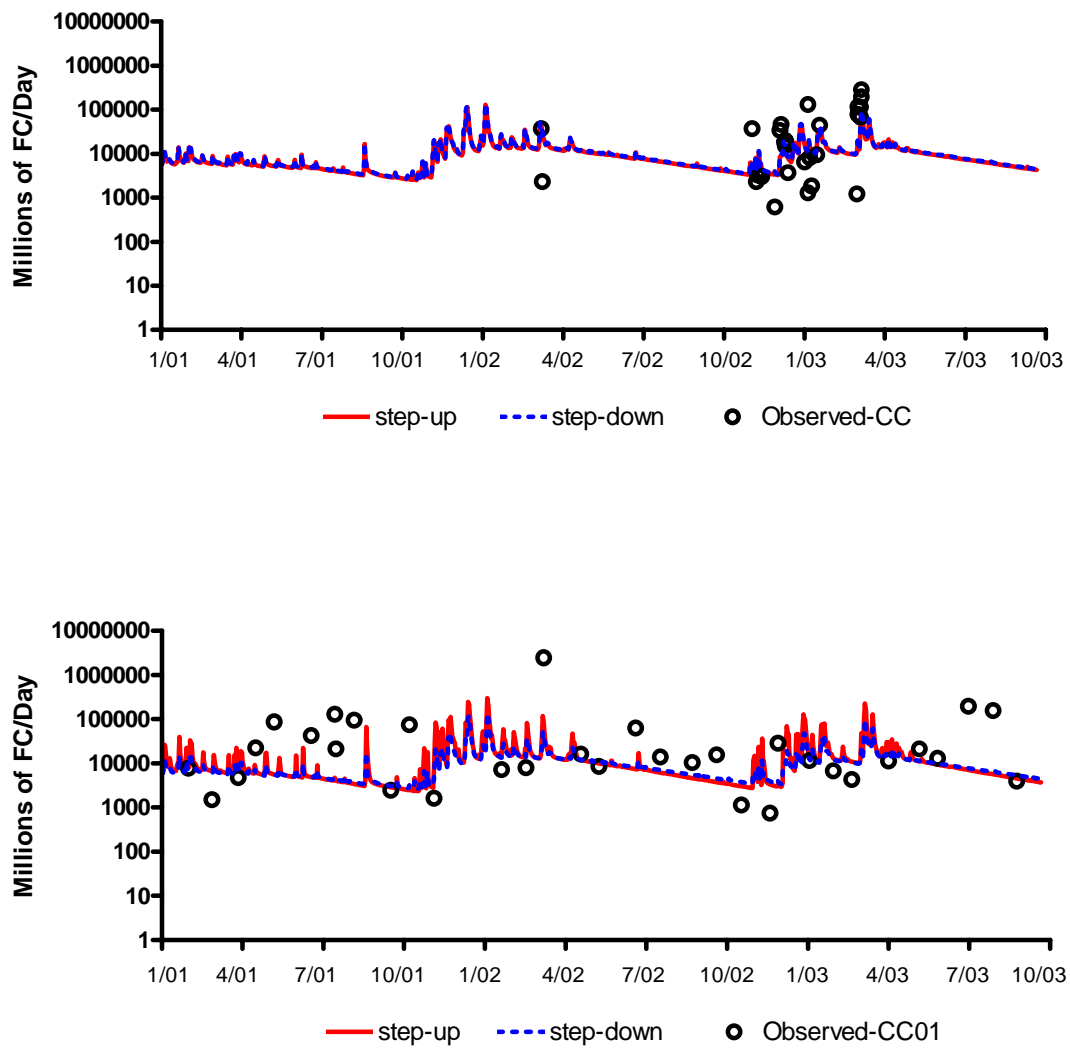 10000000
1000000
100000
10000
1000
100
10
1
Millions of FC/Day
1/01 4/01 7/01 10/01 1/02 4/02 7/02 10/02 1/03 4/03 7/03 10/03
step-up step-down Observed-CC
10000000
1000000
100000
10000
1000
100
10
1
Millions of FC/Day
1/01 4/01 7/01 10/01 1/02 4/02 7/02 10/02 1/03 4/03 7/03 10/03
step-up step-down Observed-CC01